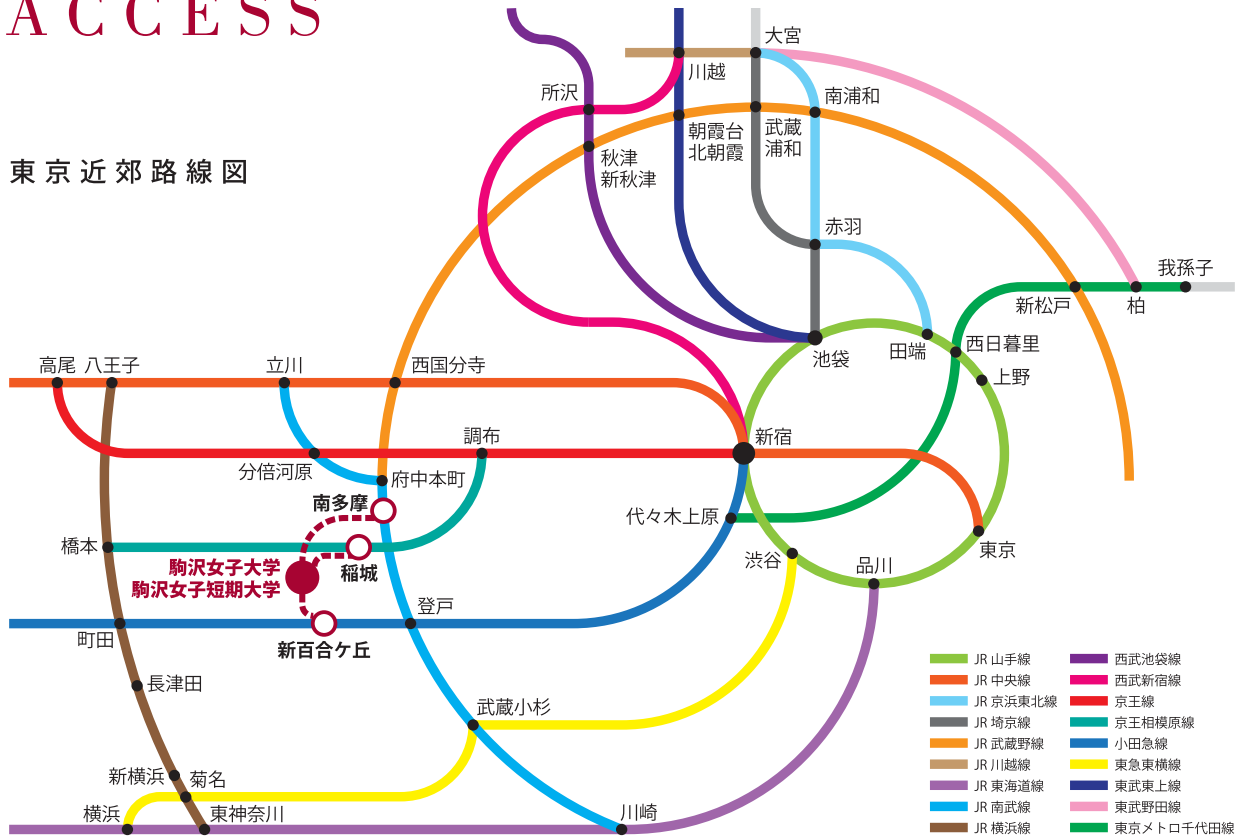 ACCESS
東京近郊路線図
大宮
川越
所沢
南浦和
朝霞台
北朝霞
武蔵
浦和
秋津
新秋津
赤羽
我孫子
新松戸
柏
西日暮里
田端
池袋
上野
高尾
八王子
立川
西国分寺
新宿
調布
分倍河原
府中本町
南多摩
代々木上原
橋本
稲城
東京
渋谷
品川
駒沢女子大学
駒沢女子短期大学
登戸
町田
新百合ケ丘
長津田
武蔵小杉
新横浜
菊名
横浜
東神奈川
川崎
JR 山手線
JR 中央線
JR 京浜東北線
JR 埼京線
JR 武蔵野線
JR 川越線
JR 東海道線
JR 南武線
JR 横浜線
西武池袋線
西武新宿線
京王線
京王相模原線
小田急線
東急東横線
東武東上線
東武野田線
東京メトロ千代田線